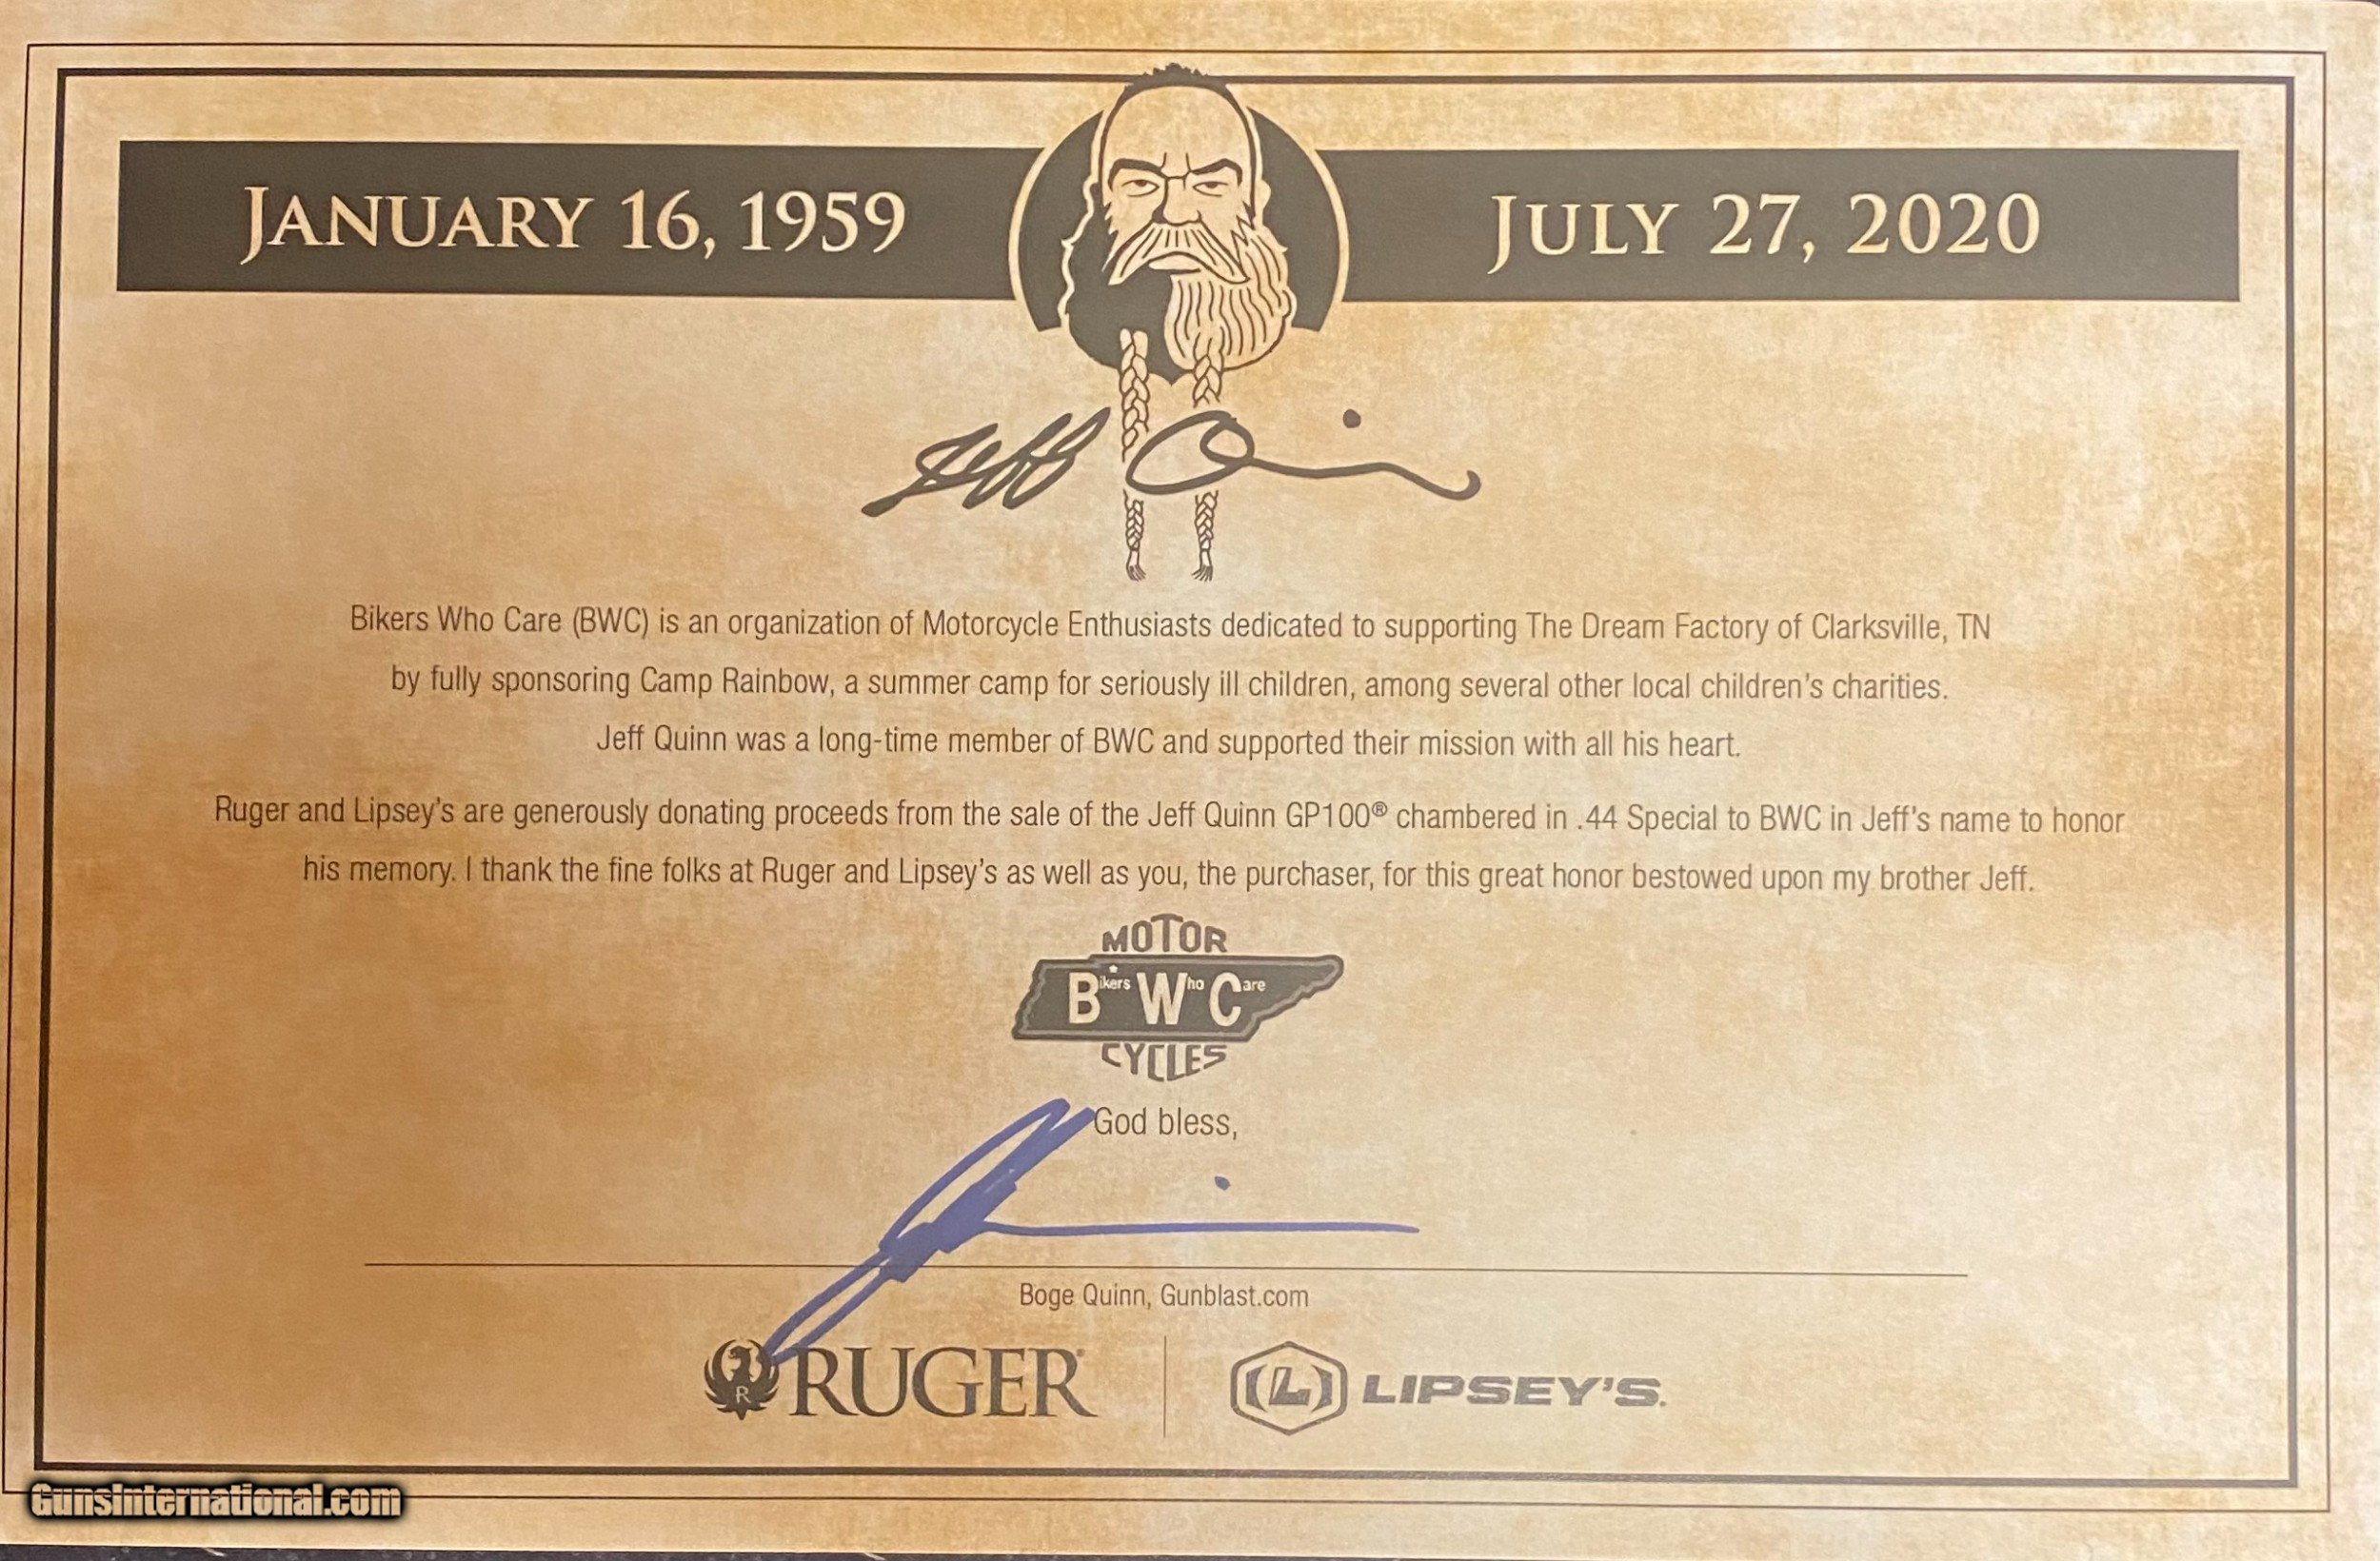 JANUARY 16, 1959
JULY 27, 2020
Jeff Quinn
Bikers Who Care (BWC) is an organization of Motorcycle Enthusiasts dedicated to supporting The Dream Factory of Clarksville, TN
by fully sponsoring Camp Rainbow, a summer camp for seriously ill children, among several other local children's charities.
Jeff Quinn was a long-time member of BWC and supported their mission with all his heart.
Ruger and Lipsey's are generously donating proceeds from the sale of the Jeff Quinn GP100® chambered in .44 Special to BWC in Jeff's name to honor
his memory. I thank the fine folks at Ruger and Lipsey's as well as you, the purchaser, for this great honor bestowed upon my brother Jeff.
MOTOR
Bikers Who Care
CYCLES
God bless,
Boge Quinn, Gunblast.com
R
RUGER
L
LIPSEY'S
GunsInternational.com